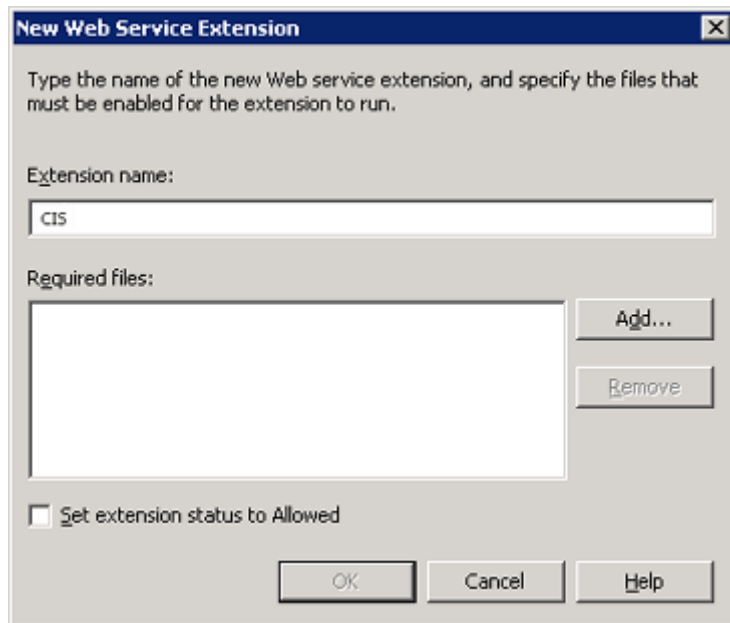 New Web Service Extension
Type the name of the new Web service extension, and specify the files that
must be enabled for the extension to run.
Extension name:
CIS
Required files:
Add...
Remove
Set extension status to Allowed
OK
Cancel
Help